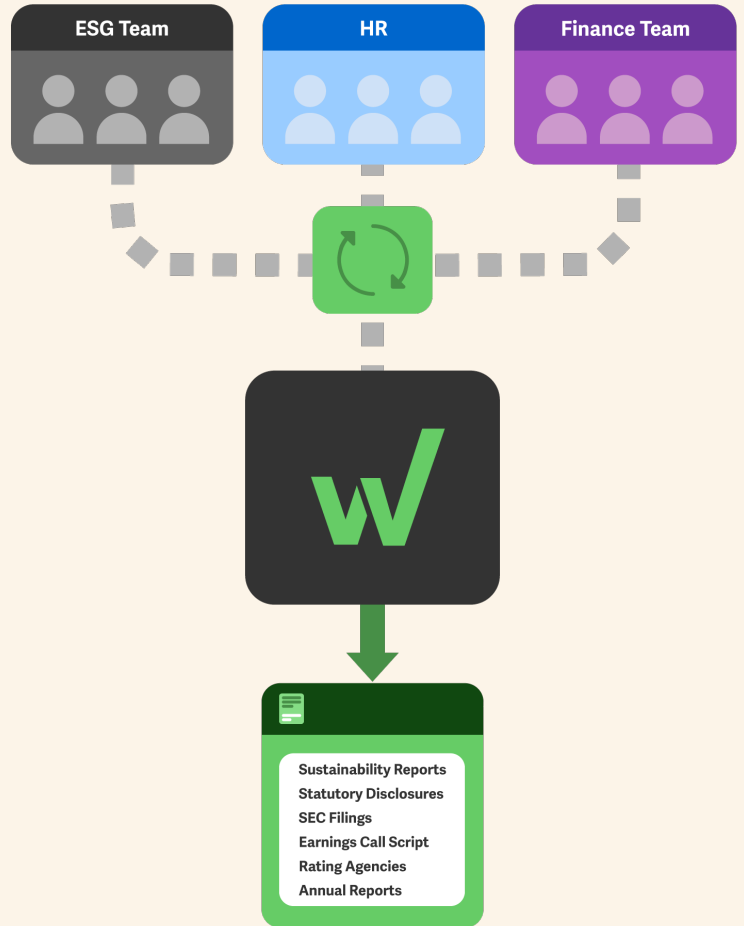 ESG Team
HR
Finance Team
Sustainability Reports
Statutory Disclosures
SEC Filings
Earnings Call Script
Rating Agencies
Annual Reports